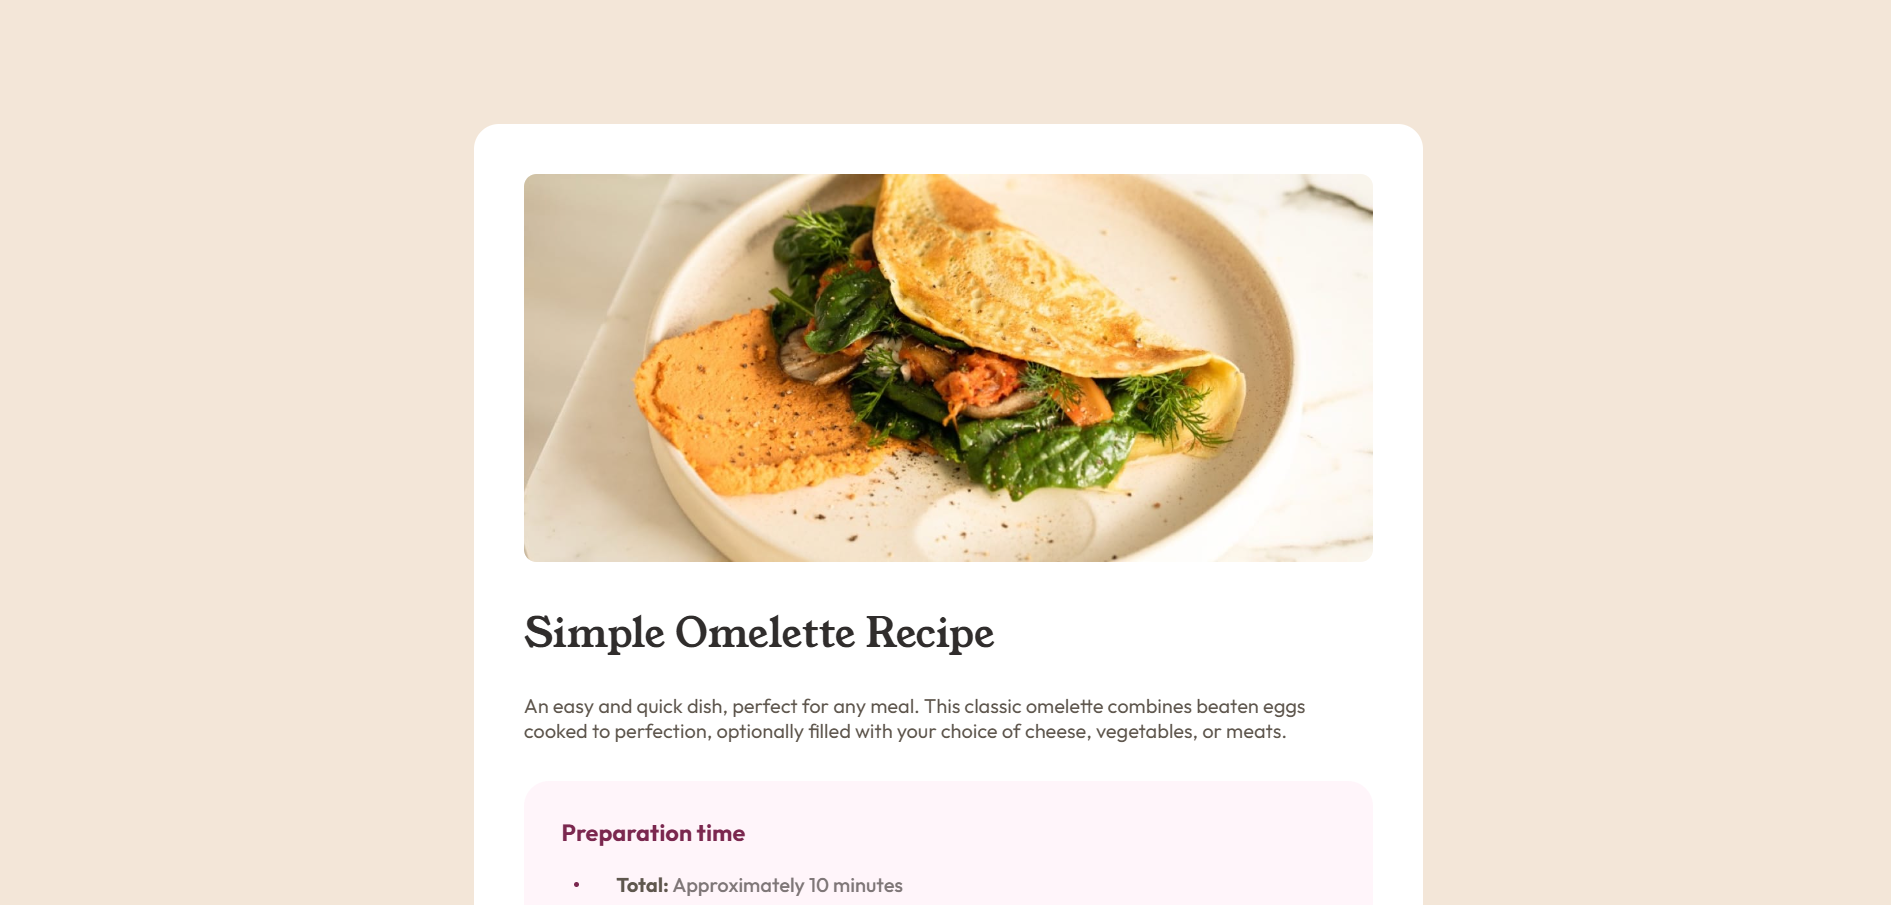 Simple Omelette Recipe
An easy and quick dish, perfect for any meal. This classic omelette combines beaten eggs
cooked to perfection, optionally filled with your choice of cheese, vegetables, or meats.
Preparation time
• Total: Approximately 10 minutes